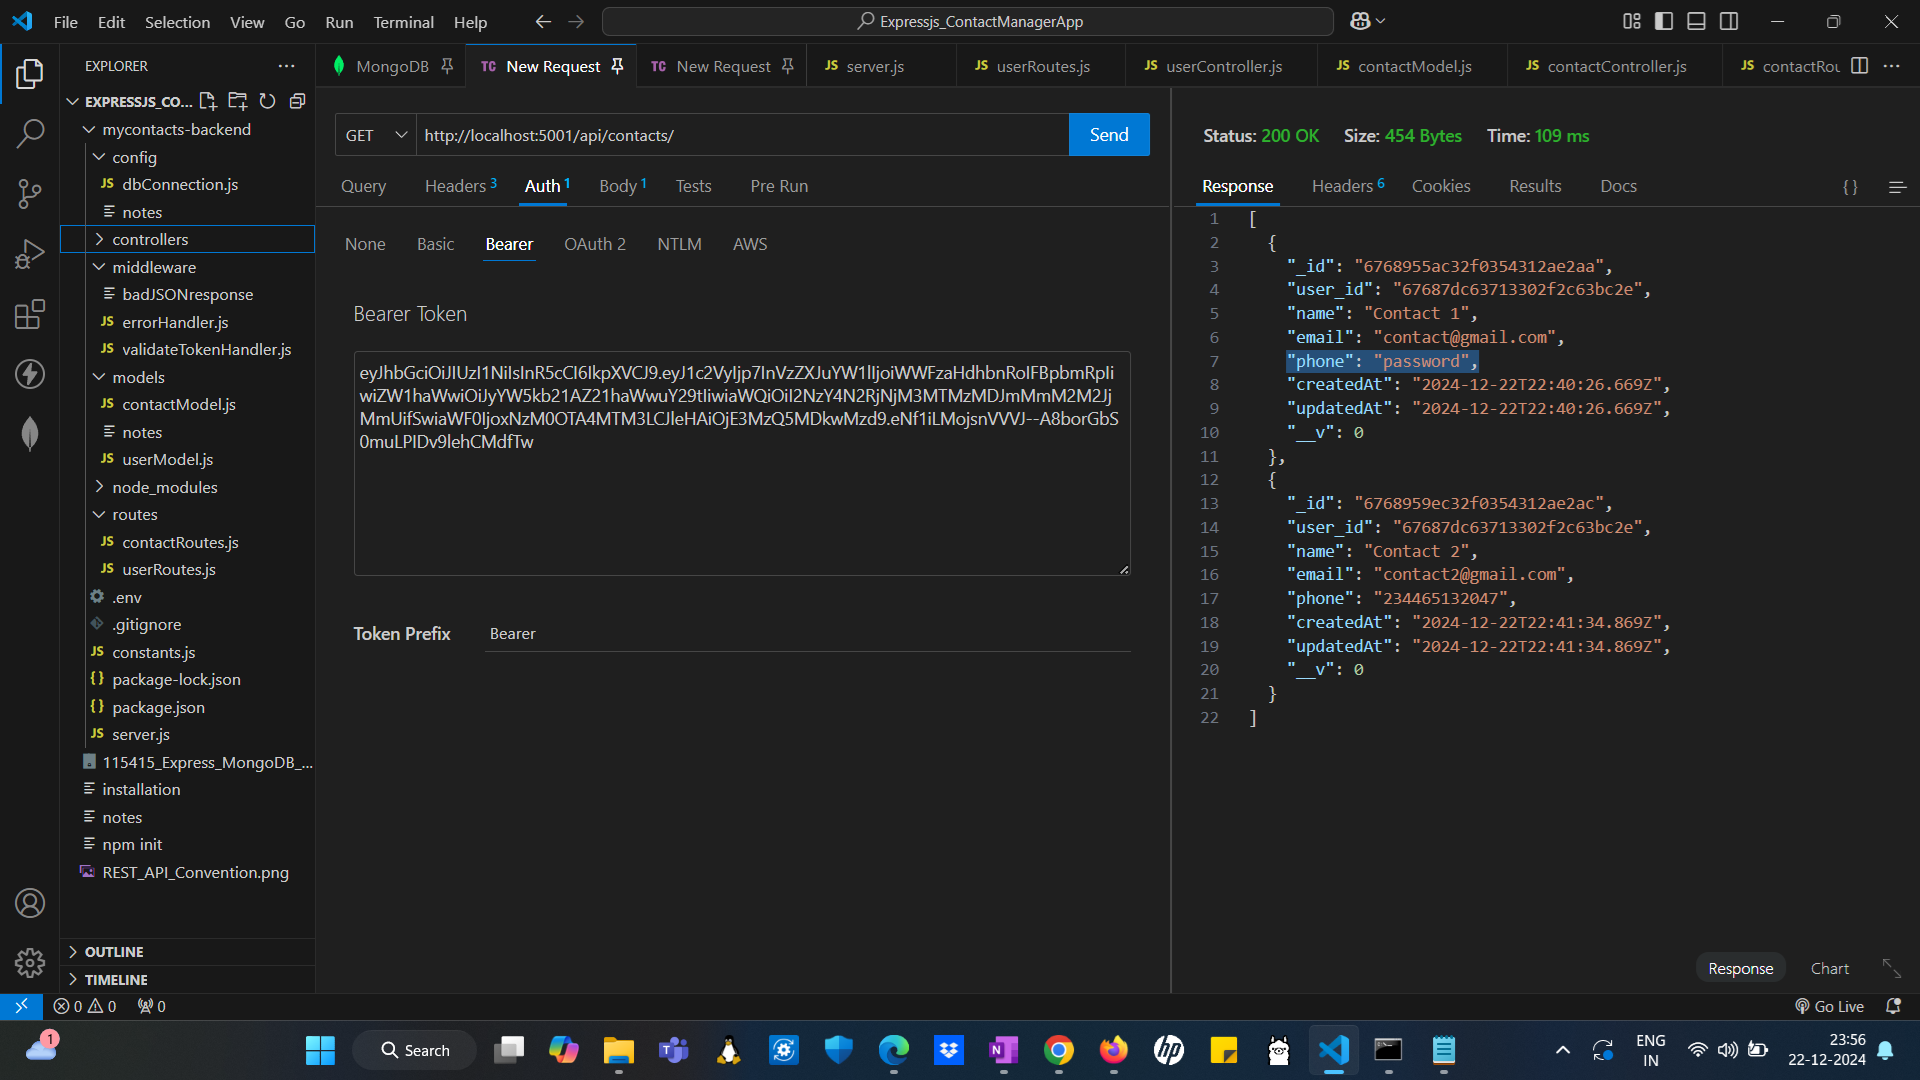 File Edit Selection View Go Run Terminal Help
Expressjs_ContactManagerApp
EXPLORER
EXPRESSJS_CO...
mycontacts-backend
config
JS dbConnection.js
notes
controllers
middleware
badJSONresponse
JS errorHandler.js
JS validateTokenHandler.js
models
JS contactModel.js
notes
JS userModel.js
node_modules
routes
JS contactRoutes.js
JS userRoutes.js
.env
.gitignore
JS constants.js
{} package-lock.json
{} package.json
JS server.js
115415_Express_MongoDB_...
installation
notes
npm init
REST_API_Convention.png
OUTLINE
TIMELINE
MongoDB
TC New Request
TC New Request
JS server.js
JS userRoutes.js
JS userController.js
JS contactModel.js
JS contactController.js
JS contactRou
GET http://localhost:5001/api/contacts/ Send
Query Headers 3 Auth 1 Body 1 Tests Pre Run
None Basic Bearer OAuth 2 NTLM AWS
Bearer Token
Token Prefix Bearer
Status: 200 OK Size: 454 Bytes Time: 109 ms
Response Headers 6 Cookies Results Docs {}
1 [
2 {
3 "_id": "6768955ac32f0354312ae2aa",
4 "user_id": "67687dc63713302f2c63bc2e",
5 "name": "Contact 1",
6 "email": "contact@gmail.com",
7 "phone": "password",
8 "createdAt": "2024-12-22T22:40:26.669Z",
9 "updatedAt": "2024-12-22T22:40:26.669Z",
10 "__v": 0
11 },
12 {
13 "_id": "6768959ec32f0354312ae2ac",
14 "user_id": "67687dc63713302f2c63bc2e",
15 "name": "Contact 2",
16 "email": "contact2@gmail.com",
17 "phone": "234465132047",
18 "createdAt": "2024-12-22T22:41:34.869Z",
19 "updatedAt": "2024-12-22T22:41:34.869Z",
20 "__v": 0
21 }
22 ]
Response Chart
0 0 0
Go Live
1
Search
hp
ENG
IN
23:56
22-12-2024